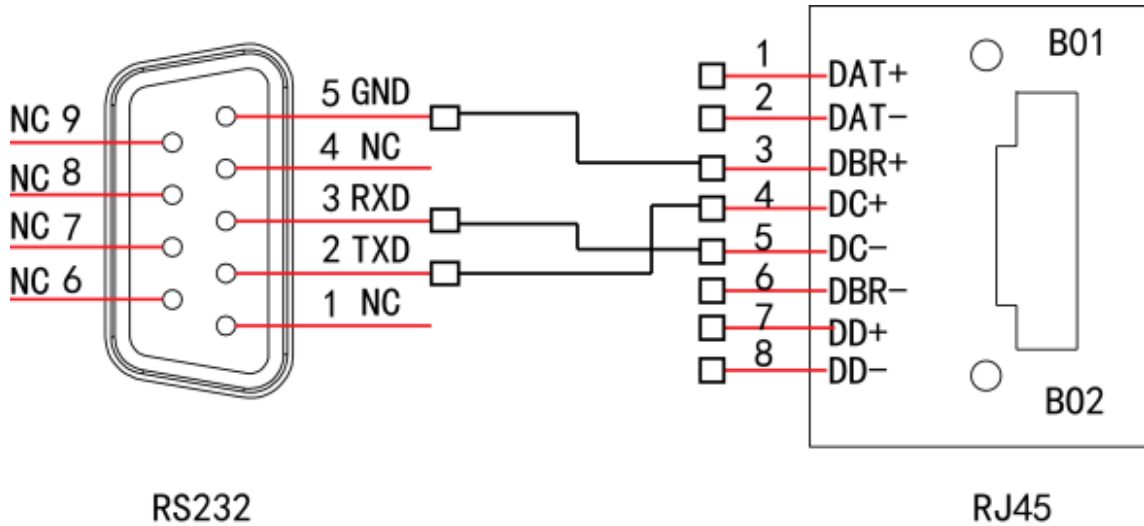 NC 9
NC 8
NC 7
NC 6
5 GND
4 NC
3 RXD
2 TXD
1 NC
RS232
1 DAT+
2 DAT-
3 DBR+
4 DC+
5 DC-
6 DBR-
7 DD+
8 DD-
B01
B02
RJ45